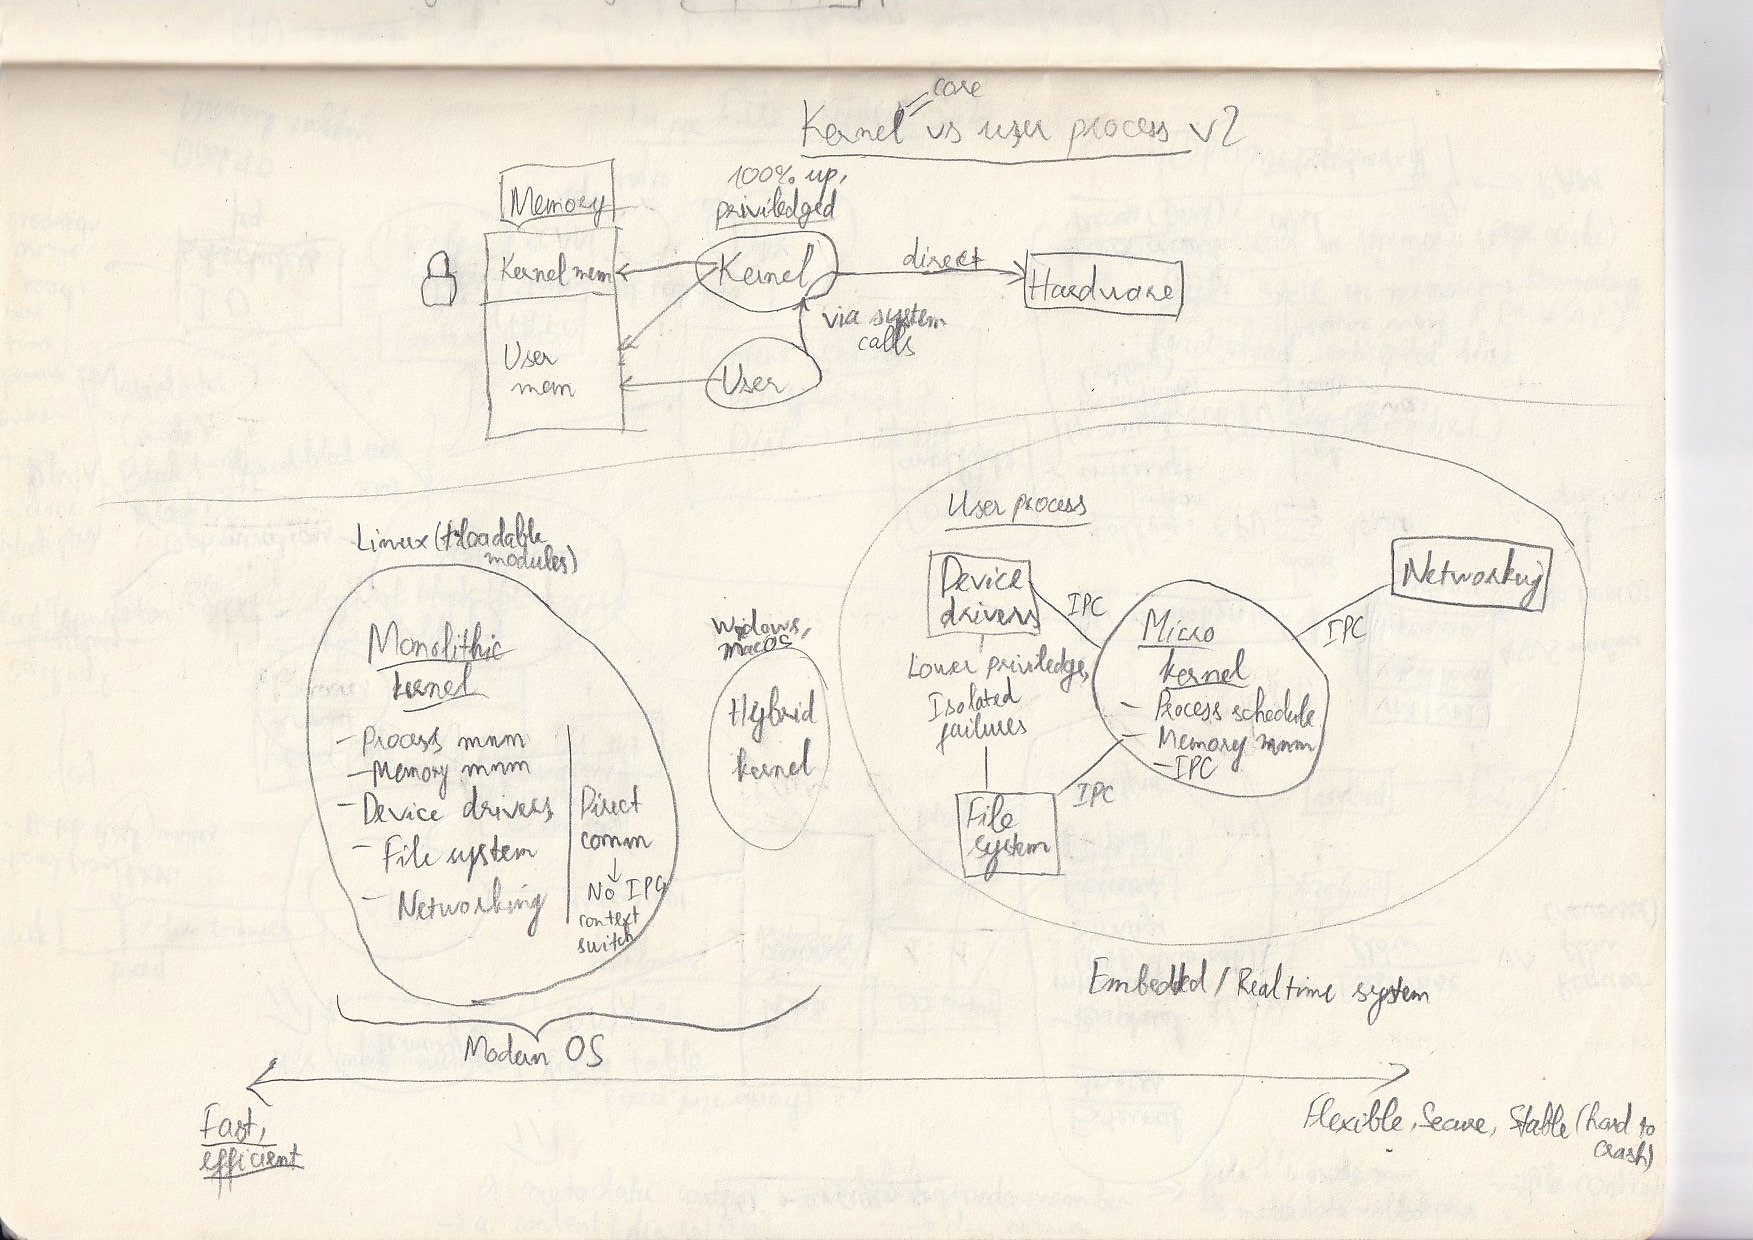 core
Kernel vs user process v2
Memory
100% up,
priviledged
Kernel mem
Kernel
direct
Hardware
via system
calls
User
mem
User
Linux (+loadable
modules)
Monolithic
kernel
- Process mnm
- Memory mnm
- Device drivers
- File system
- Networking
Direct
comm
↓
No IPC,
context
switch
Widows,
macOS
Hybrid
kernel
User process
Device
drivers
IPC
Lower priviledge,
Isolated
failures
Micro
kernel
- Process schedule
- Memory mnm
- IPC
IPC
Networking
IPC
File
system
Embedded / Realtime system
Modern OS
Fast,
efficient
Flexible, Secure, Stable (hard to
crash)